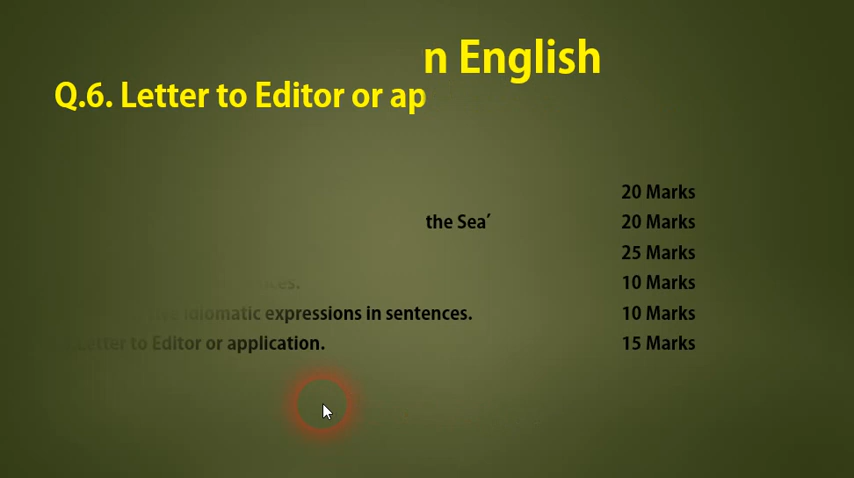 n English
Q.6. Letter to Editor or ap
20 Marks
the Sea’ 20 Marks
25 Marks
10 Marks
idiomatic expressions in sentences. 10 Marks
Letter to Editor or application. 15 Marks